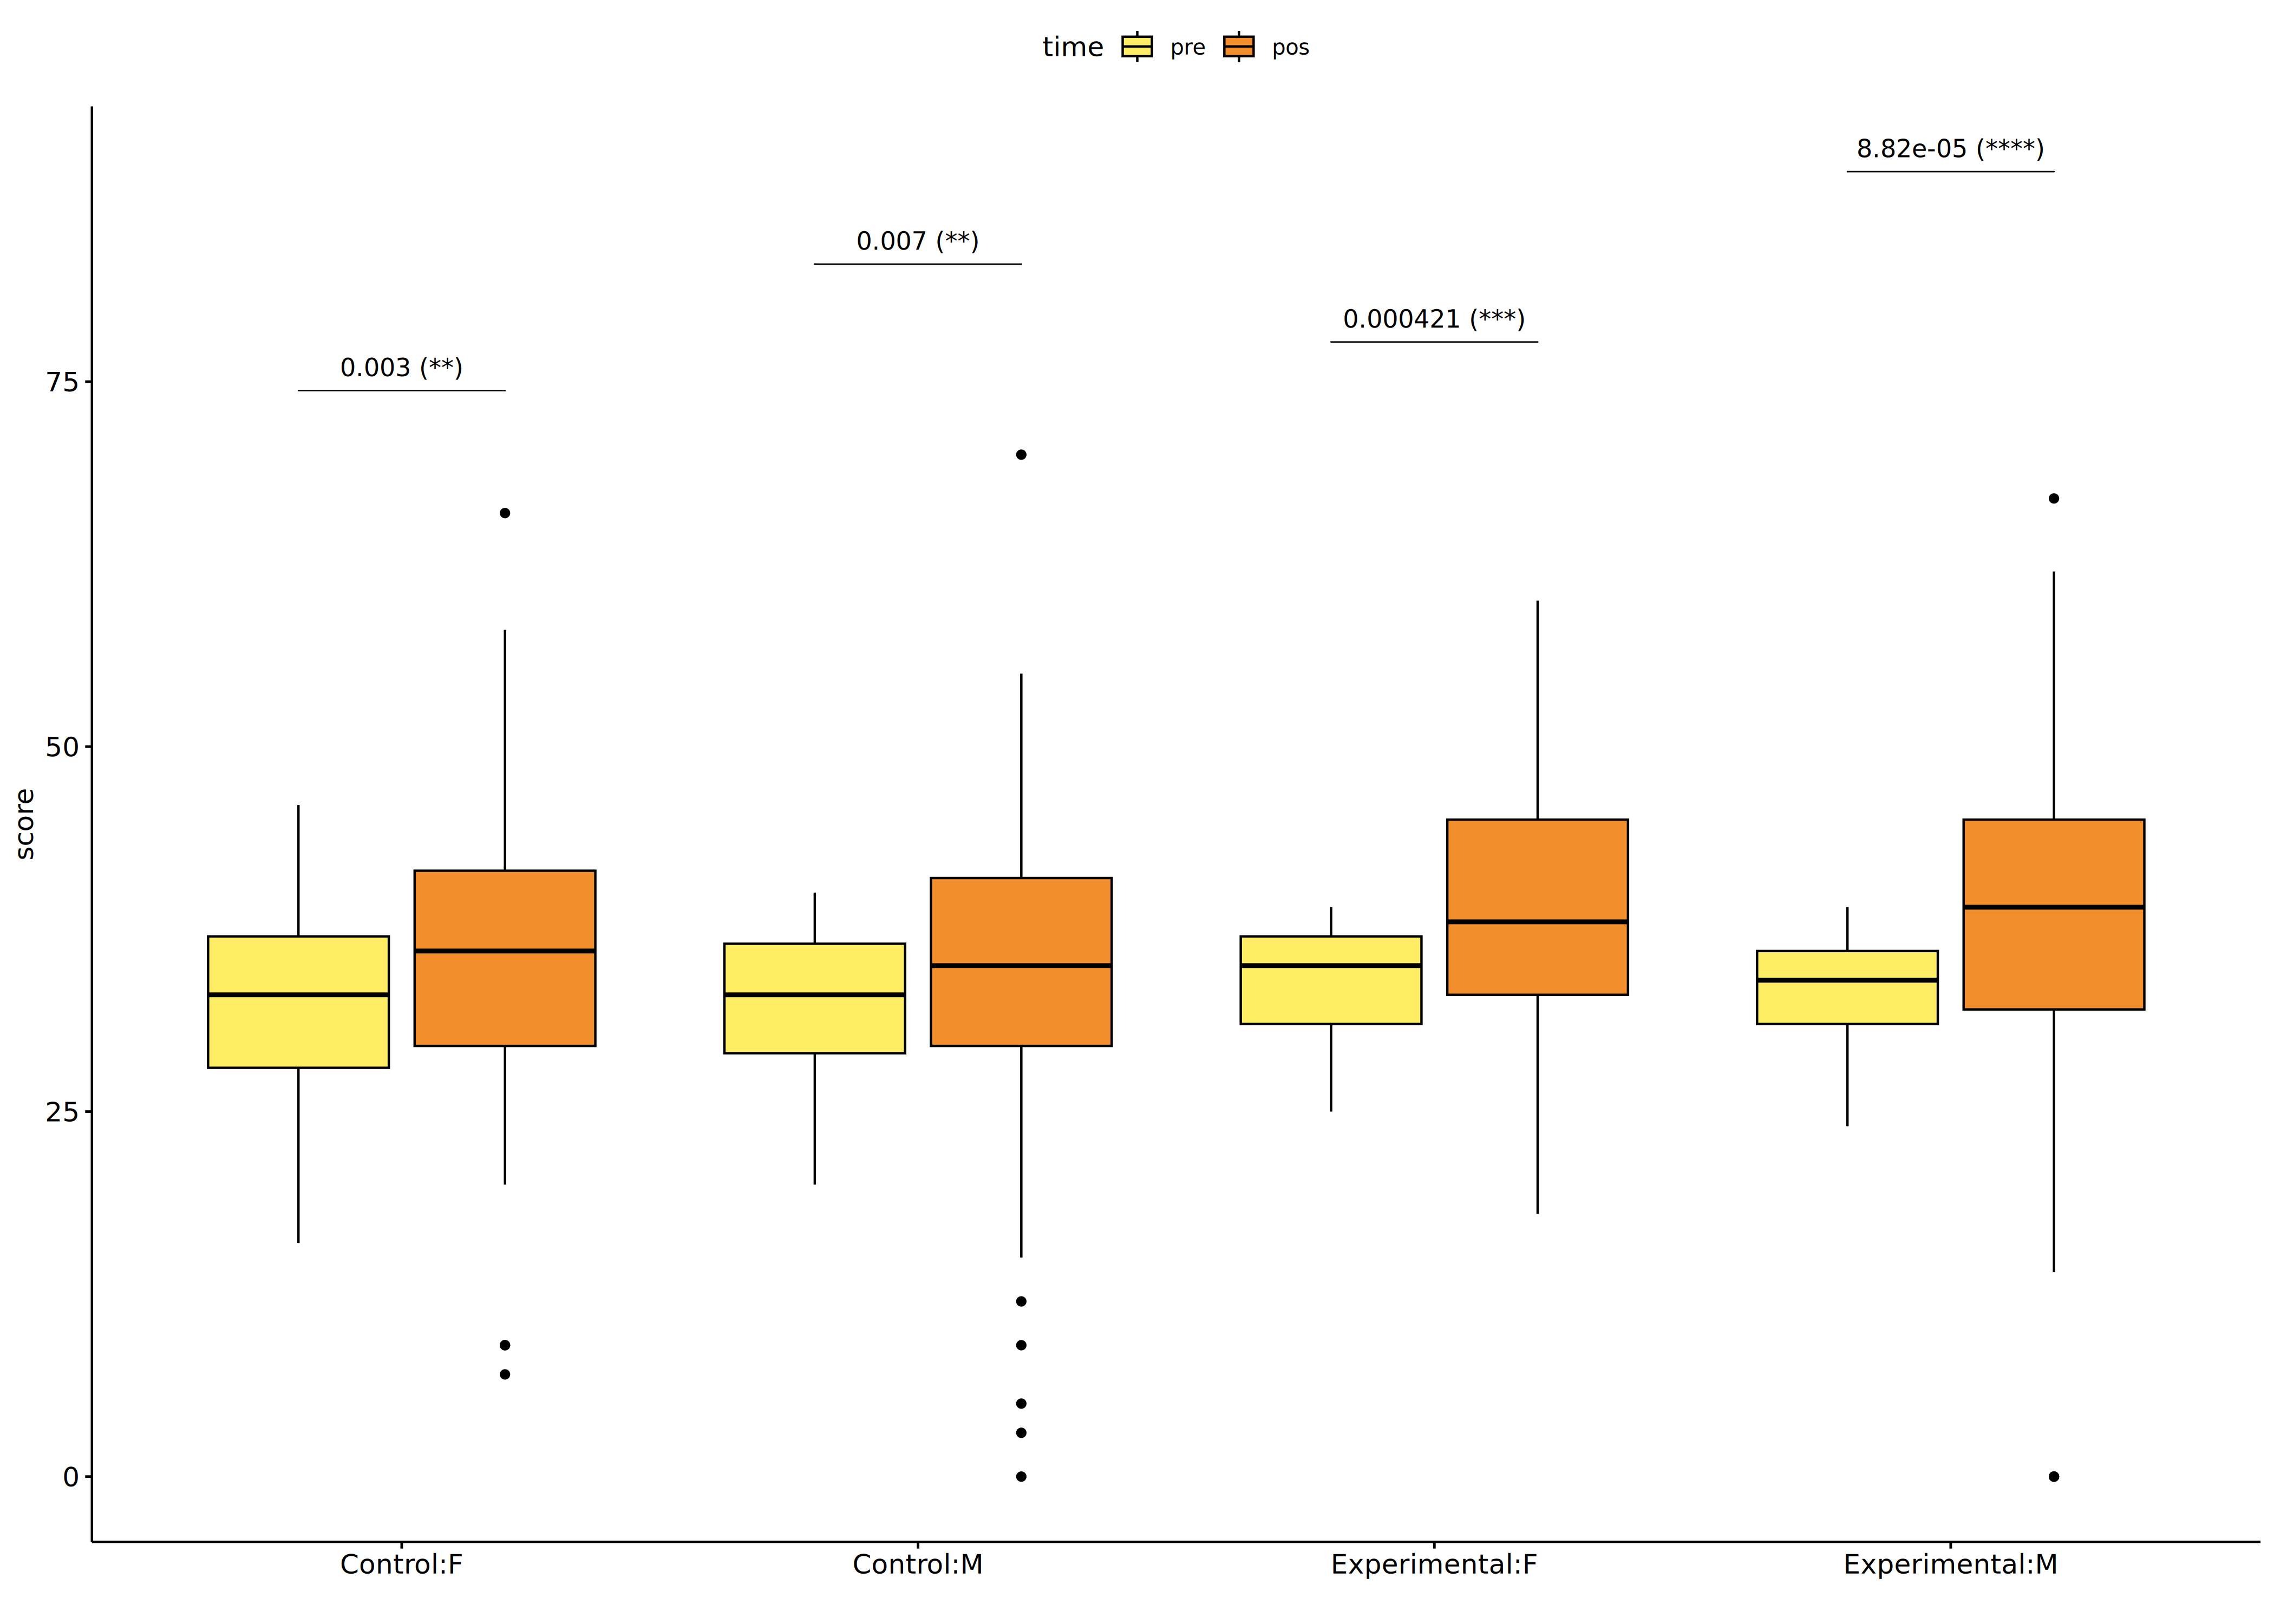 time pre pos
8.82e-05 (****)
0.007 (**)
0.000421 (***)
0.003 (**)
75
50
25
0
score
Control:F
Control:M
Experimental:F
Experimental:M